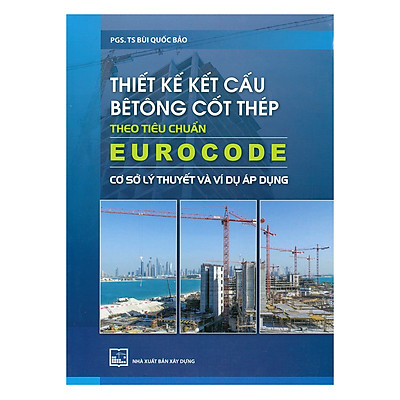 PGS. TS BÙI QUỐC BẢO
THIẾT KẾ KẾT CẤU
BÊTÔNG CỐT THÉP
THEO TIÊU CHUẨN
EUROCODE
CƠ SỞ LÝ THUYẾT VÀ VÍ DỤ ÁP DỤNG
NHÀ XUẤT BẢN XÂY DỰNG